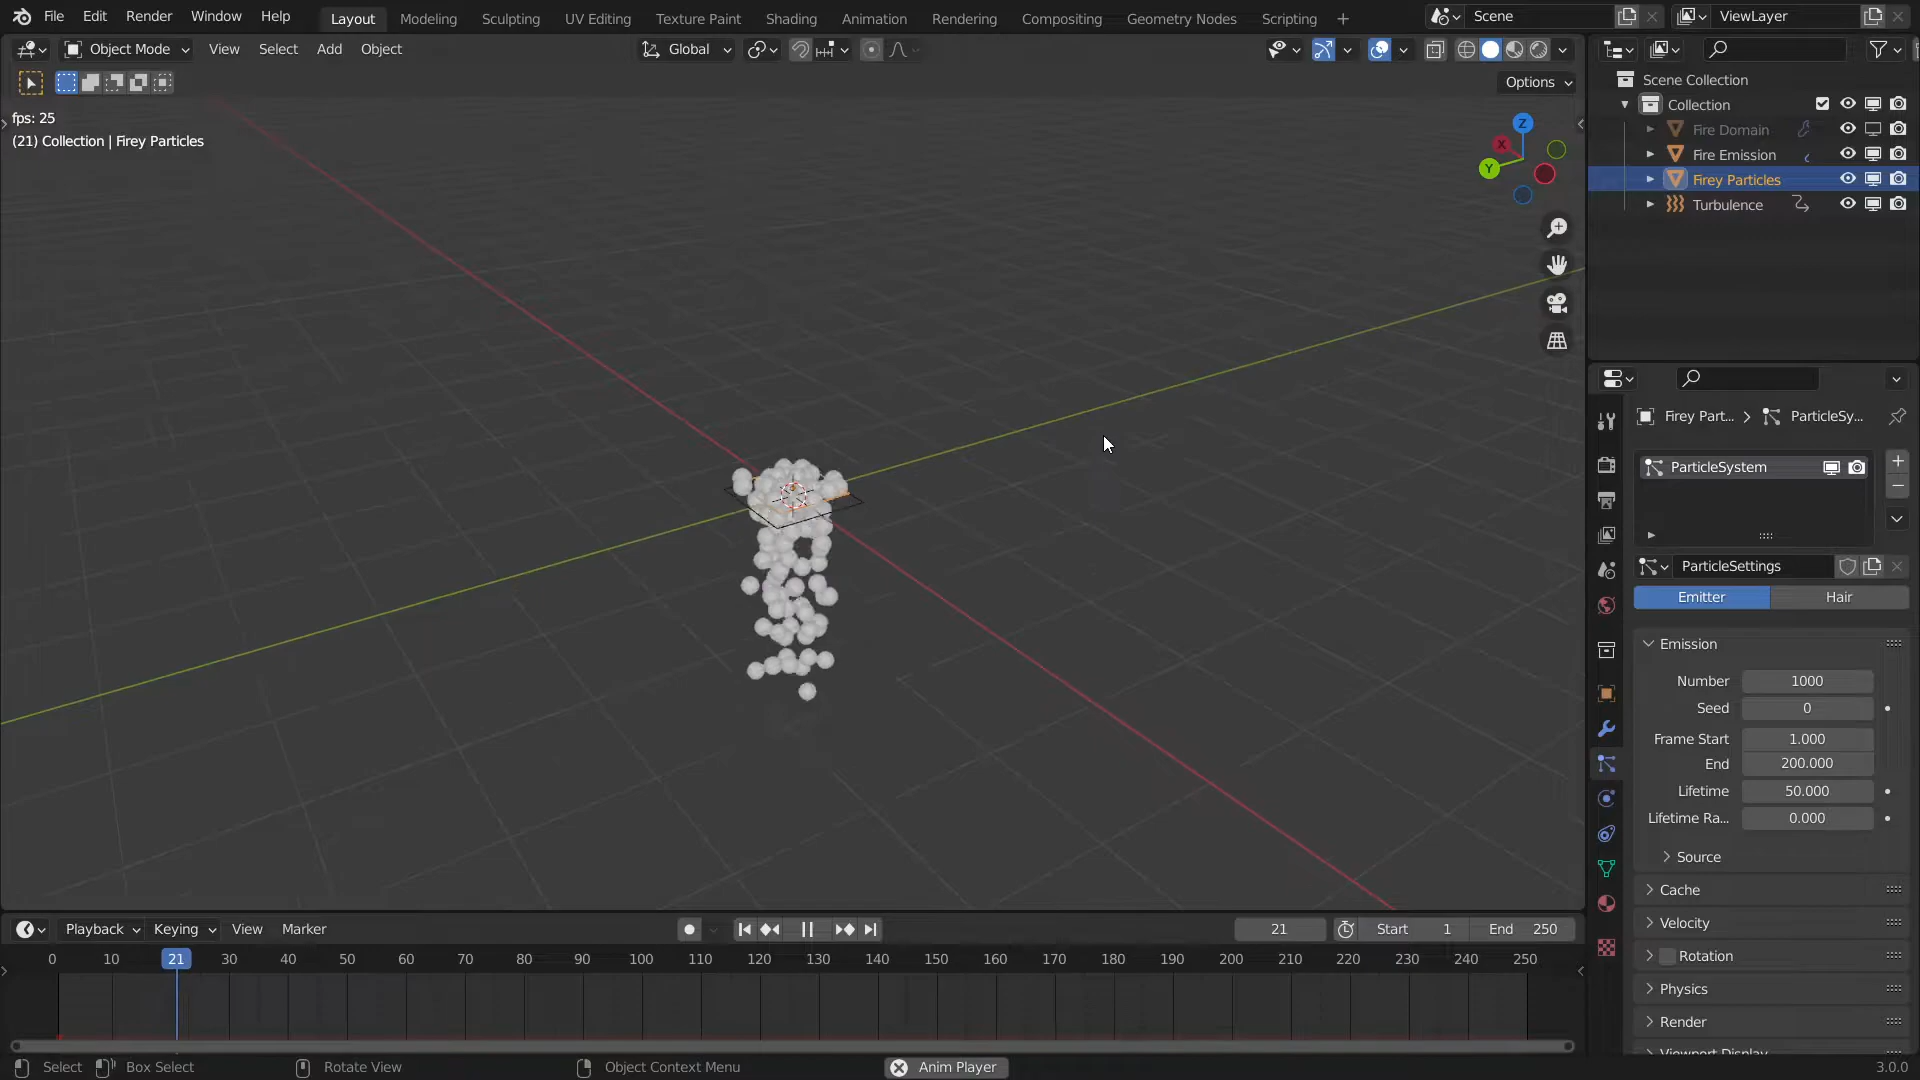 File Edit Render Window Help
Layout Modeling Sculpting UV Editing Texture Paint Shading Animation Rendering Compositing Geometry Nodes Scripting +
Scene
ViewLayer
Object Mode View Select Add Object
Global
Options
fps: 25
(21) Collection | Firey Particles
Z
X
Y
Scene Collection
Collection
Fire Domain
Fire Emission
Firey Particles
Turbulence
Firey Part... > ParticleSy...
ParticleSystem
ParticleSettings
Emitter Hair
Emission
Number 1000
Seed 0
Frame Start 1.000
End 200.000
Lifetime 50.000
Lifetime Ra... 0.000
Source
Cache
Velocity
Rotation
Physics
Render
Viewport Display
Playback Keying View Marker
21 Start 1 End 250
0 10 21 30 40 50 60 70 80 90 100 110 120 130 140 150 160 170 180 190 200 210 220 230 240 250
Select Box Select Rotate View Object Context Menu Anim Player 3.0.0